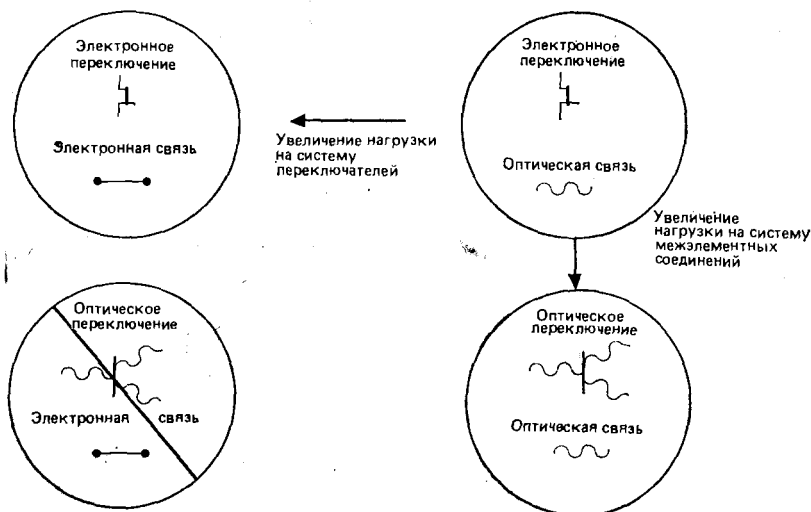 Электронное
переключение
Электронная связь
Увеличение нагрузки
на систему
переключателей
Электронное
переключение
Оптическая связь
Увеличение
нагрузки на систему
межэлементных
соединений
Оптическое
переключение
Электронная связь
Оптическое
переключение
Оптическая связь